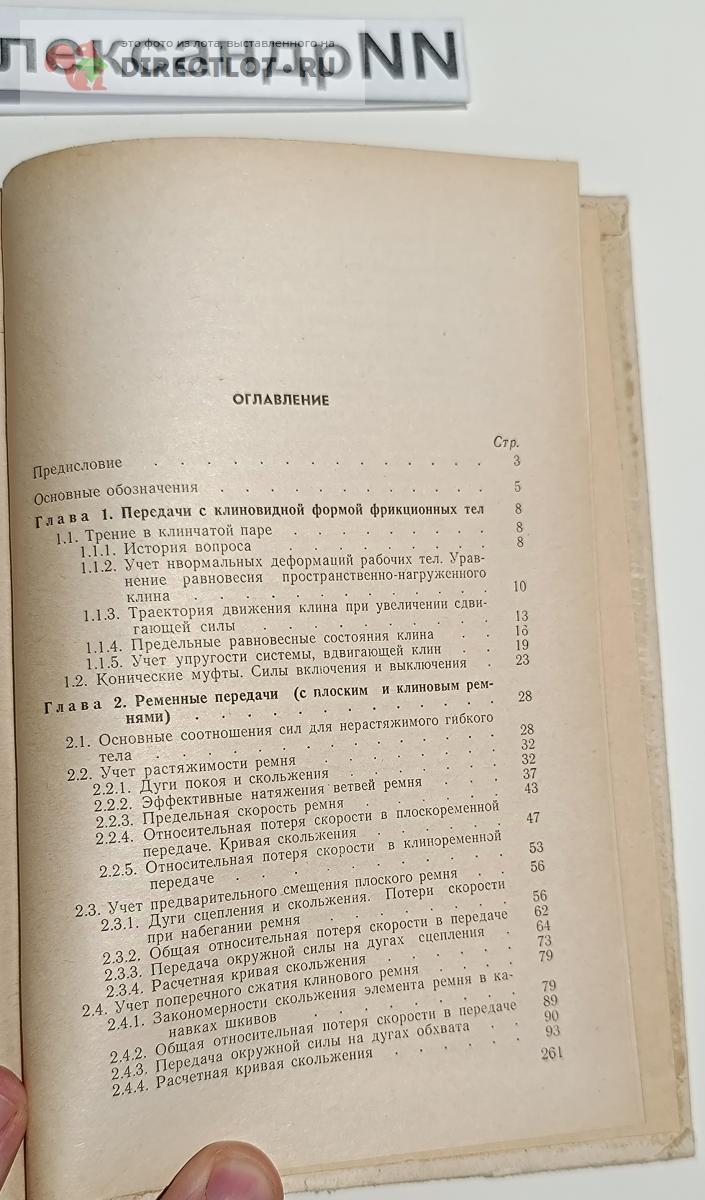 это фото из лота, выставленного на
DIRECTLOT.RU
лександрNN
ОГЛАВЛЕНИЕ
Стр.
Предисловие . . . . . . . . . . . . . . 3
Основные обозначения . . . . . . . . . . . 5
Глава 1. Передачи с клиновидной формой фрикционных тел 8
1.1. Трение в клинчатой паре . . . . . . . . 8
1.1.1. История вопроса . . . . . . . . 8
1.1.2. Учет нвормальных деформаций рабочих тел. Урав-
нение равновесия пространственно-нагруженного
клина . . . . . . . . . . . . 10
1.1.3. Траектория движения клина при увеличении сдви-
гающей силы . . . . . . . . . . 13
1.1.4. Предельные равновесные состояния клина . . 16
1.1.5. Учет упругости системы, вдвигающей клин . . 19
1.2. Конические муфты. Силы включения и выключения . 23
Глава 2. Ременные передачи (с плоским и клиновым рем-
нями) . . . . . . . . . . . . 28
2.1. Основные соотношения сил для нерастяжимого гибкого
тела . . . . . . . . . . . . . 28
2.2. Учет растяжимости ремня . . . . . . . . 32
2.2.1. Дуги покоя и скольжения . . . . . . 32
2.2.2. Эффективные натяжения ветвей ремня . . . 37
2.2.3. Предельная скорость ремня . . . . . 43
2.2.4. Относительная потеря скорости в плоскоременной
передаче. Кривая скольжения . . . . . 47
2.2.5. Относительная потеря скорости в клиноременной
передаче . . . . . . . . . . 53
2.3. Учет предварительного смещения плоского ремня . . 56
2.3.1. Дуги сцепления и скольжения. Потери скорости
при набегании ремня . . . . . . . . 56
2.3.2. Общая относительная потеря скорости в передаче 62
2.3.3. Передача окружной силы на дугах сцепления . 64
2.3.4. Расчетная кривая скольжения . . . . . 73
2.4. Учет поперечного сжатия клинового ремня . . . . 79
2.4.1. Закономерности скольжения элемента ремня в ка-
навках шкивов . . . . . . . . . 79
2.4.2. Общая относительная потеря скорости в передаче 89
2.4.3. Передача окружной силы на дугах обхвата . . 90
2.4.4. Расчетная кривая скольжения . . . . . 93
261